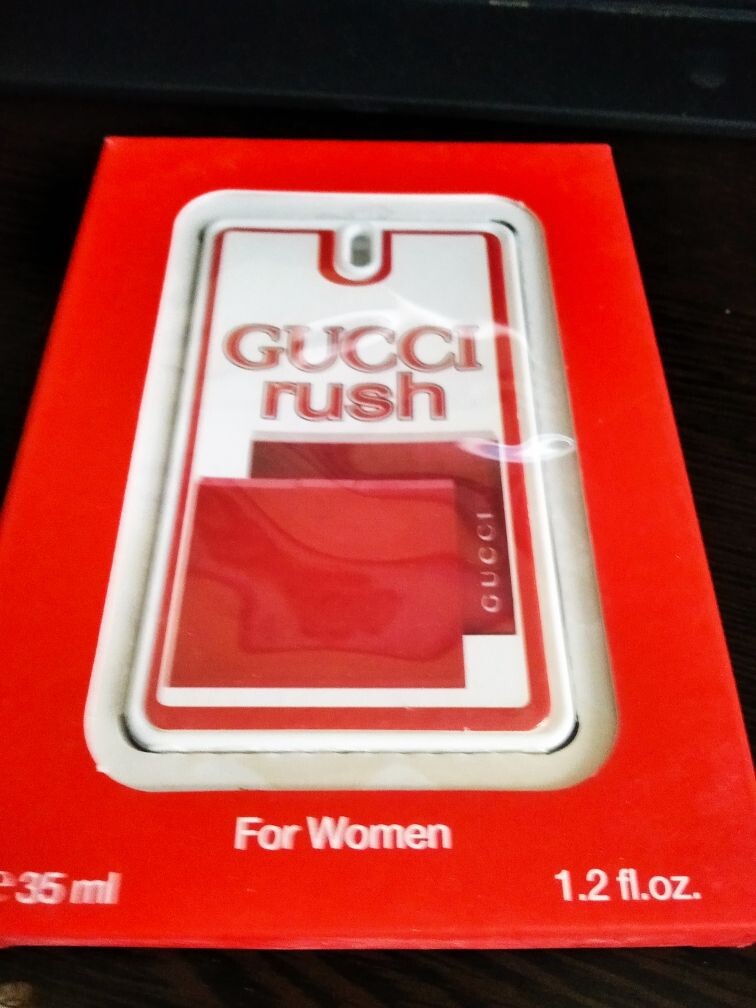 GUCCI
rush
GUCCI
For Women
℮ 35 ml
1.2 fl.oz.